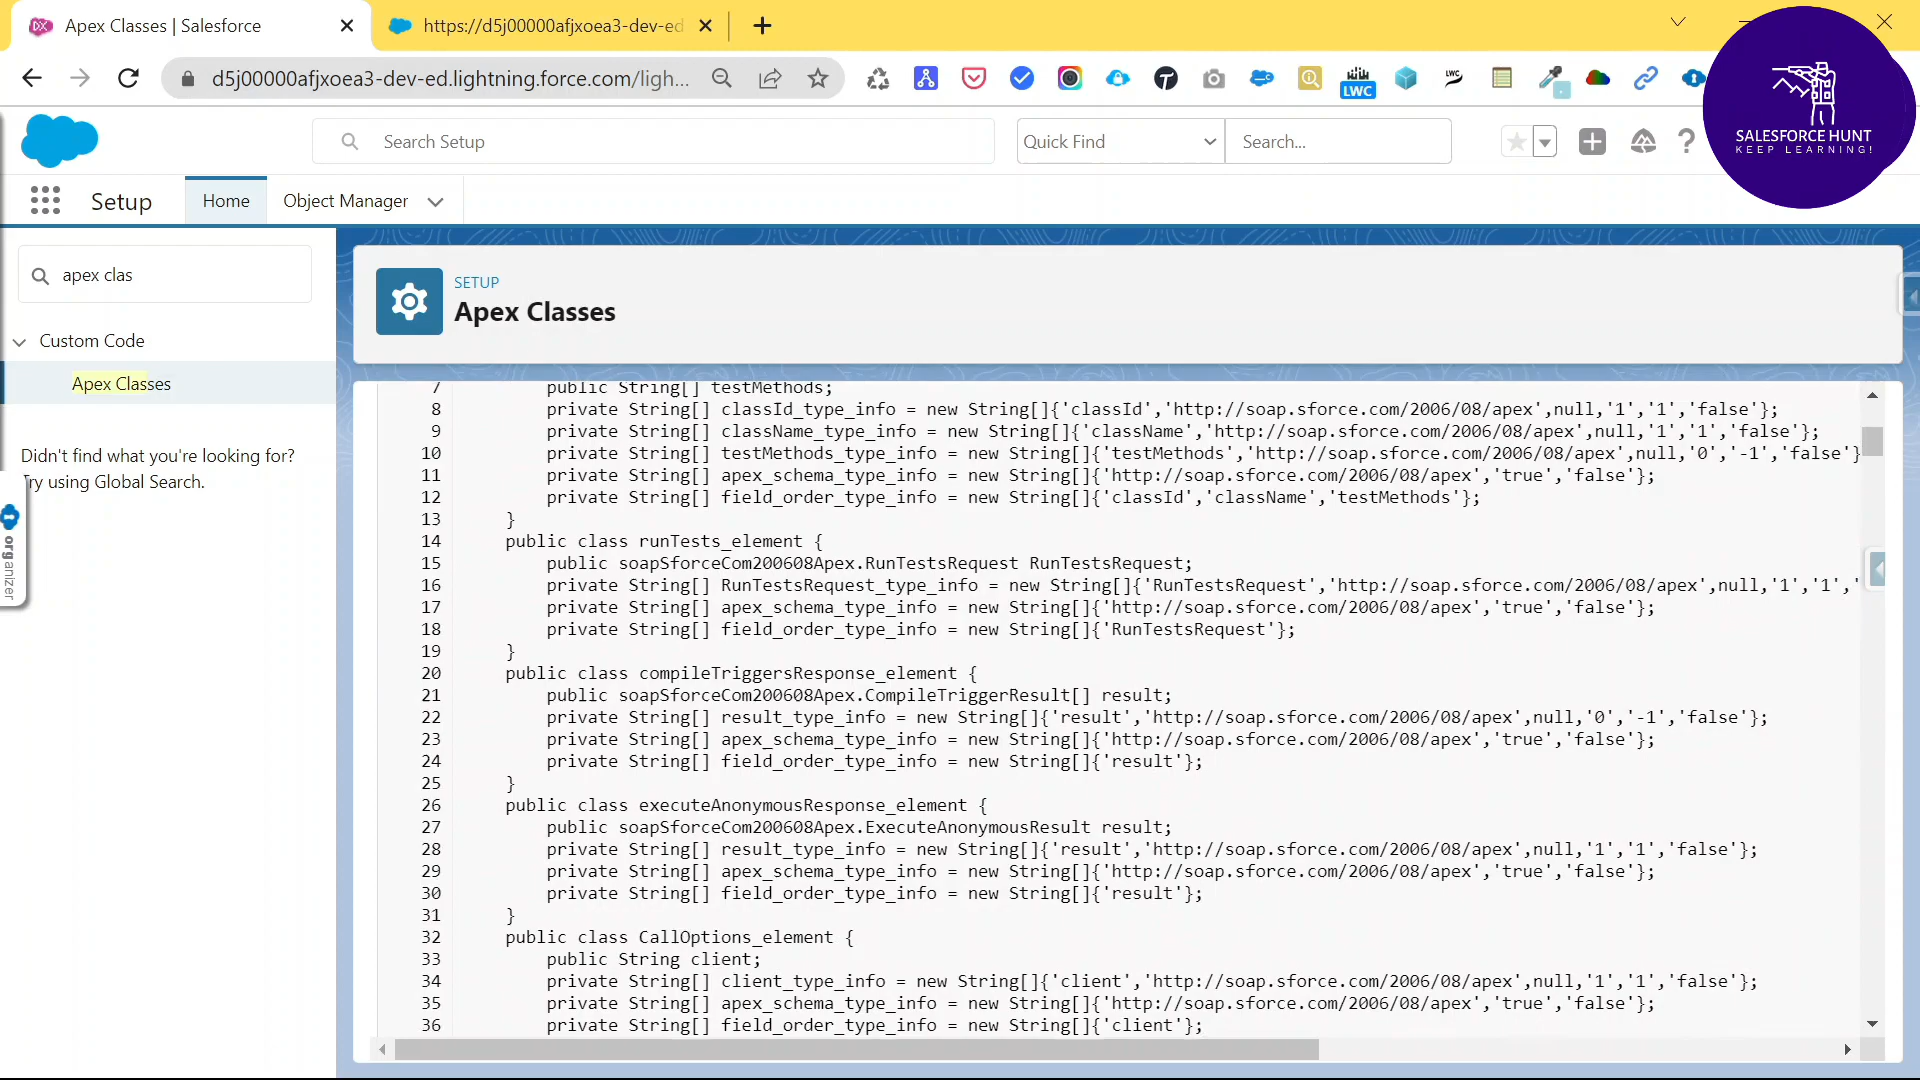 Apex Classes | Salesforce
https://d5j00000afjxoea3-dev-ed
d5j00000afjxoea3-dev-ed.lightning.force.com/ligh...
LWC
LWC
SALESFORCE HUNT
KEEP LEARNING!
Search Setup
Quick Find
Search...
Setup
Home
Object Manager
apex clas
Custom Code
Apex Classes
Didn't find what you're looking for?
Try using Global Search.
organizer
SETUP
Apex Classes
7 public String[] testMethods;
8 private String[] classId_type_info = new String[]{'classId','http://soap.sforce.com/2006/08/apex',null,'1','1','false'};
9 private String[] className_type_info = new String[]{'className','http://soap.sforce.com/2006/08/apex',null,'1','1','false'};
10 private String[] testMethods_type_info = new String[]{'testMethods','http://soap.sforce.com/2006/08/apex',null,'0','-1','false'}
11 private String[] apex_schema_type_info = new String[]{'http://soap.sforce.com/2006/08/apex','true','false'};
12 private String[] field_order_type_info = new String[]{'classId','className','testMethods'};
13 }
14 public class runTests_element {
15 public soapSforceCom200608Apex.RunTestsRequest RunTestsRequest;
16 private String[] RunTestsRequest_type_info = new String[]{'RunTestsRequest','http://soap.sforce.com/2006/08/apex',null,'1','1','
17 private String[] apex_schema_type_info = new String[]{'http://soap.sforce.com/2006/08/apex','true','false'};
18 private String[] field_order_type_info = new String[]{'RunTestsRequest'};
19 }
20 public class compileTriggersResponse_element {
21 public soapSforceCom200608Apex.CompileTriggerResult[] result;
22 private String[] result_type_info = new String[]{'result','http://soap.sforce.com/2006/08/apex',null,'0','-1','false'};
23 private String[] apex_schema_type_info = new String[]{'http://soap.sforce.com/2006/08/apex','true','false'};
24 private String[] field_order_type_info = new String[]{'result'};
25 }
26 public class executeAnonymousResponse_element {
27 public soapSforceCom200608Apex.ExecuteAnonymousResult result;
28 private String[] result_type_info = new String[]{'result','http://soap.sforce.com/2006/08/apex',null,'1','1','false'};
29 private String[] apex_schema_type_info = new String[]{'http://soap.sforce.com/2006/08/apex','true','false'};
30 private String[] field_order_type_info = new String[]{'result'};
31 }
32 public class CallOptions_element {
33 public String client;
34 private String[] client_type_info = new String[]{'client','http://soap.sforce.com/2006/08/apex',null,'1','1','false'};
35 private String[] apex_schema_type_info = new String[]{'http://soap.sforce.com/2006/08/apex','true','false'};
36 private String[] field_order_type_info = new String[]{'client'};